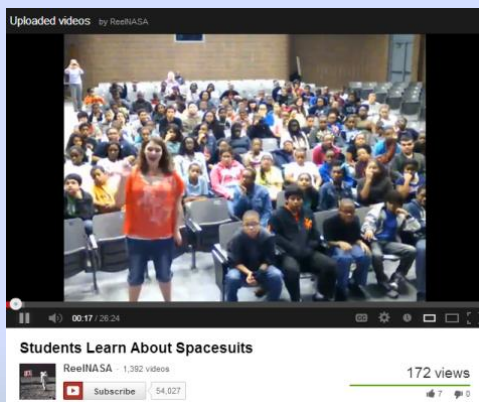 Uploaded videos by ReelNASA
00:17 / 26:24
CC
Students Learn About Spacesuits
ReelNASA · 1,392 videos
Subscribe 54,027
172 views
7 0